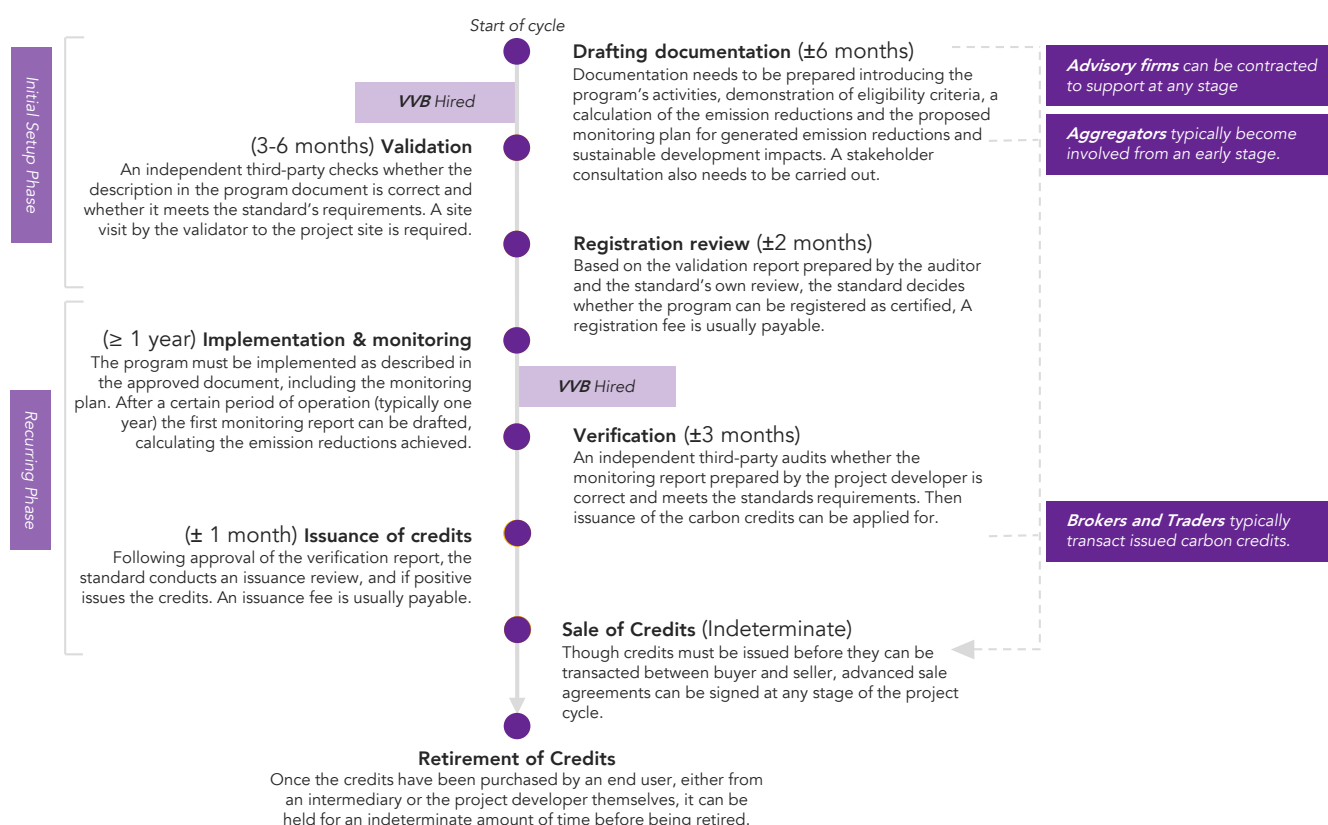 Start of cycle
Initial Setup Phase
Drafting documentation (±6 months)
Documentation needs to be prepared introducing the
program's activities, demonstration of eligibility criteria, a
calculation of the emission reductions and the proposed
monitoring plan for generated emission reductions and
sustainable development impacts. A stakeholder
consultation also needs to be carried out.
Advisory firms can be contracted
to support at any stage
Aggregators typically become
involved from an early stage.
VVB Hired
(3-6 months) Validation
An independent third-party checks whether the
description in the program document is correct and
whether it meets the standard's requirements. A site
visit by the validator to the project site is required.
Registration review (±2 months)
Based on the validation report prepared by the auditor
and the standard's own review, the standard decides
whether the program can be registered as certified, A
registration fee is usually payable.
Recurring Phase
(≥ 1 year) Implementation & monitoring
The program must be implemented as described in
the approved document, including the monitoring
plan. After a certain period of operation (typically one
year) the first monitoring report can be drafted,
calculating the emission reductions achieved.
VVB Hired
Verification (±3 months)
An independent third-party audits whether the
monitoring report prepared by the project developer is
correct and meets the standards requirements. Then
issuance of the carbon credits can be applied for.
Brokers and Traders typically
transact issued carbon credits.
(± 1 month) Issuance of credits
Following approval of the verification report, the
standard conducts an issuance review, and if positive
issues the credits. An issuance fee is usually payable.
Sale of Credits (Indeterminate)
Though credits must be issued before they can be
transacted between buyer and seller, advanced sale
agreements can be signed at any stage of the project
cycle.
Retirement of Credits
Once the credits have been purchased by an end user, either from
an intermediary or the project developer themselves, it can be
held for an indeterminate amount of time before being retired.